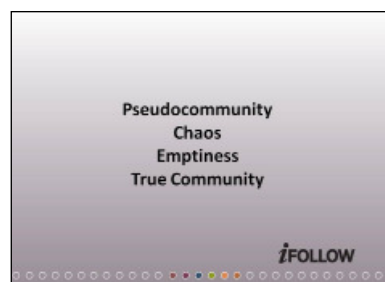 Pseudocommunity
Chaos
Emptiness
True Community
iFOLLOW